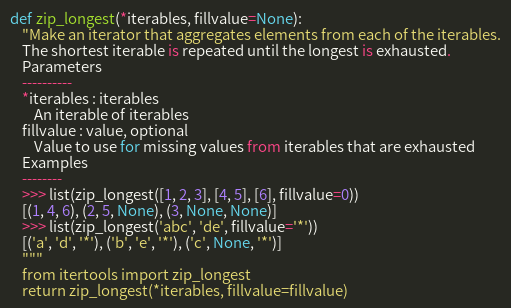 def zip_longest(*iterables, fillvalue=None):
"Make an iterator that aggregates elements from each of the iterables.
The shortest iterable is repeated until the longest is exhausted.
Parameters
----------
*iterables : iterables
An iterable of iterables
fillvalue : value, optional
Value to use for missing values from iterables that are exhausted
Examples
--------
>>> list(zip_longest([1, 2, 3], [4, 5], [6], fillvalue=0))
[(1, 4, 6), (2, 5, None), (3, None, None)]
>>> list(zip_longest('abc', 'de', fillvalue='*'))
[('a', 'd', '*'), ('b', 'e', '*'), ('c', None, '*')]
"""
from itertools import zip_longest
return zip_longest(*iterables, fillvalue=fillvalue)